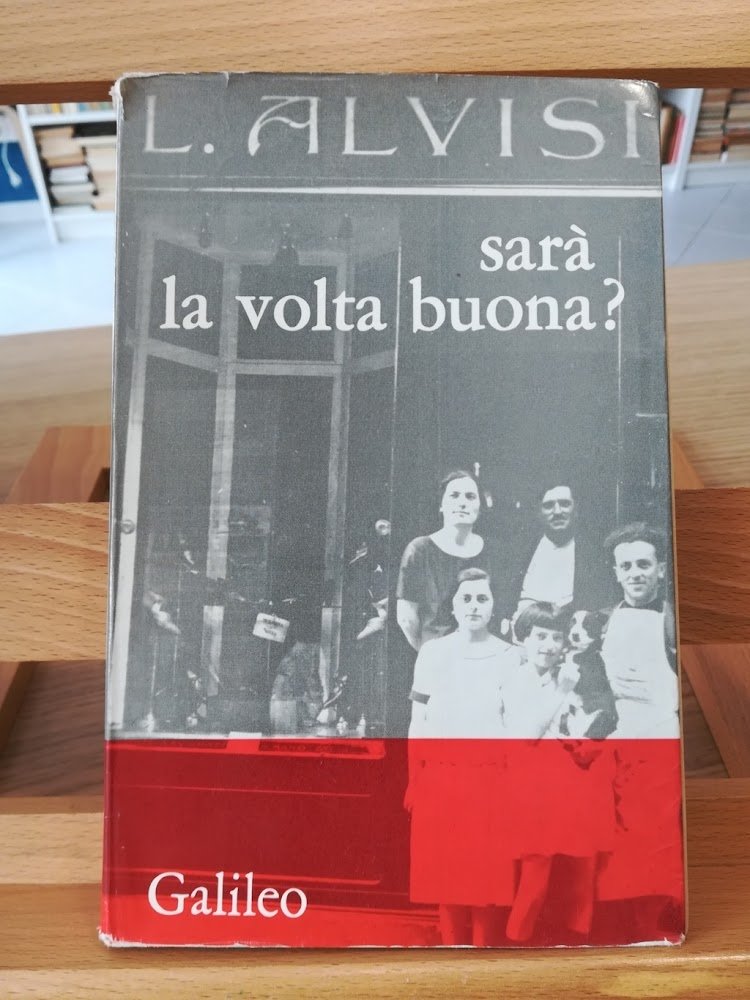 L. ALVISI
sarà
la volta buona?
Galileo